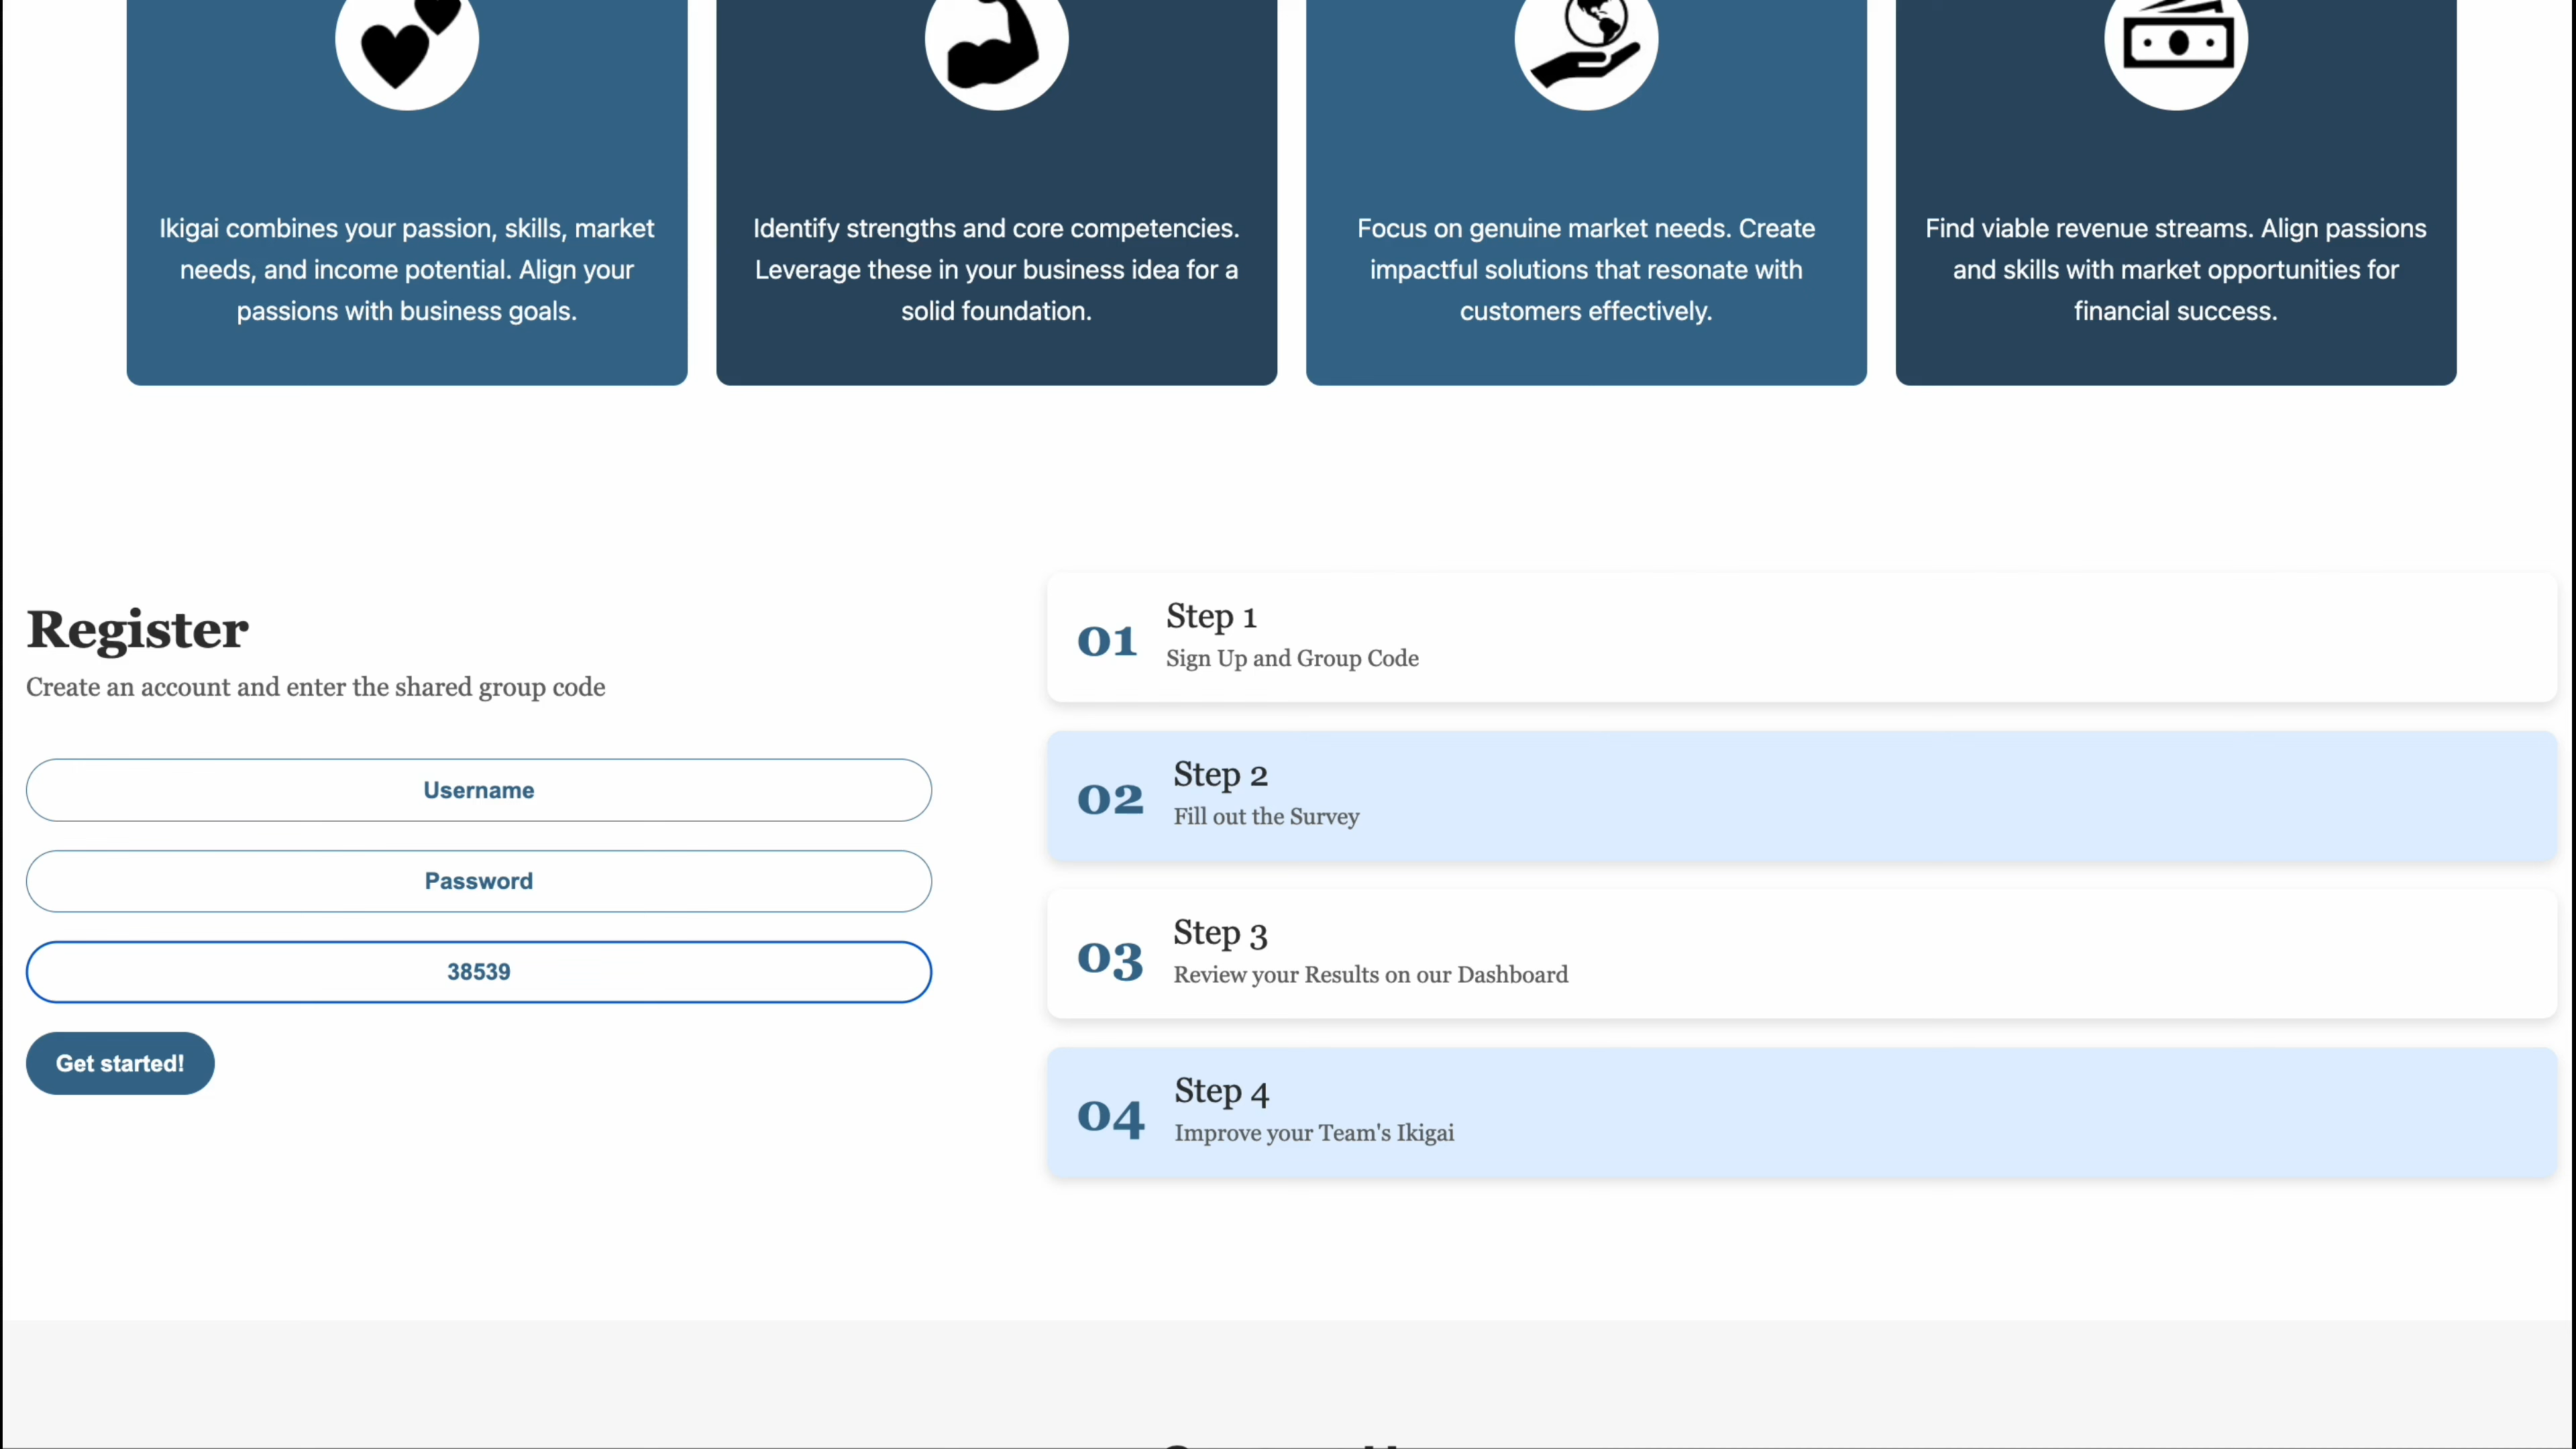 Ikigai combines your passion, skills, market
needs, and income potential. Align your
passions with business goals.
Identify strengths and core competencies.
Leverage these in your business idea for a
solid foundation.
Focus on genuine market needs. Create
impactful solutions that resonate with
customers effectively.
Find viable revenue streams. Align passions
and skills with market opportunities for
financial success.
Register
Create an account and enter the shared group code
Username
Password
38539
Get started!
01
Step 1
Sign Up and Group Code
02
Step 2
Fill out the Survey
03
Step 3
Review your Results on our Dashboard
04
Step 4
Improve your Team's Ikigai